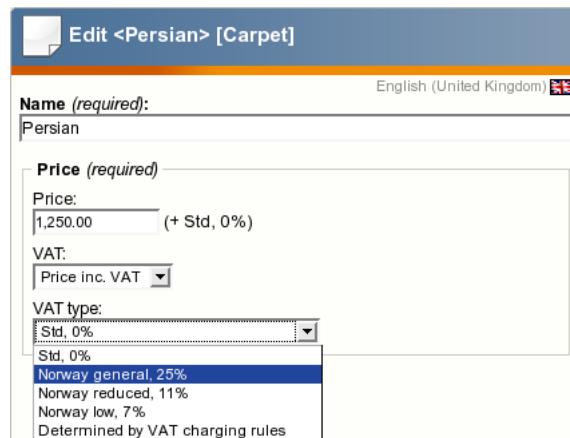 Edit <Persian> [Carpet]
English (United Kingdom)
Name (required):
Persian
Price (required)
Price:
1,250.00 (+ Std, 0%)
VAT:
Price inc. VAT
VAT type:
Std, 0%
Std, 0%
Norway general, 25%
Norway reduced, 11%
Norway low, 7%
Determined by VAT charging rules